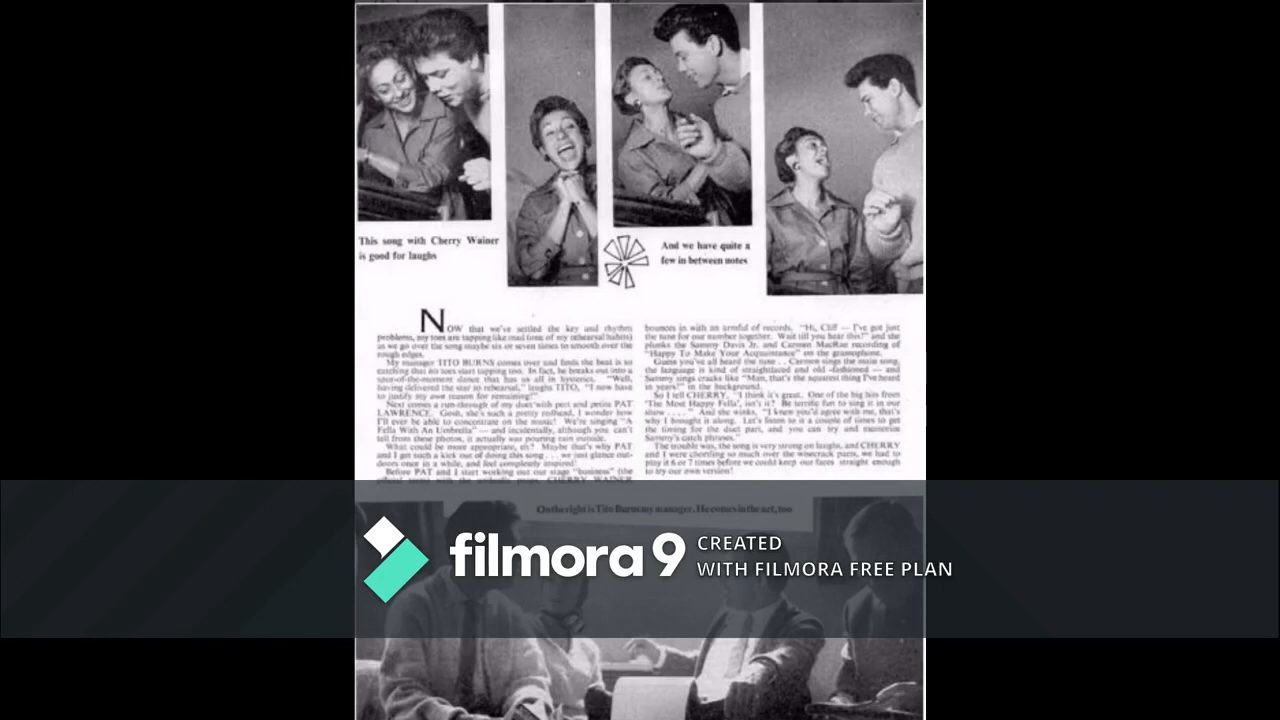 This song with Cherry Wainer
is good for laughs
And we have quite a
few in between notes
NOW that we've settled the key and rhythm
problems, my toes are tapping like mad (one of my rehearsal habits)
as we go over the song maybe six or seven times to smooth over the
rough edges.
My manager TITO BURNS comes over and finds the beat is so
catching that his toes start tapping too. In fact, he breaks out into a
spur-of-the-moment dance that has us all in hysterics. "Well,
having delivered the star to rehearsal," laughs TITO, "I now have
to justify my own reason for remaining!"
Next comes a run-through of my duet with pert and petite PAT
LAWRENCE. Gosh, she's such a pretty redhead, I wonder how
I'll ever be able to concentrate on the music! We're singing "A
Fella With An Umbrella" — and incidentally, although you can't
tell from these photos, it actually was pouring rain outside.
What could be more appropriate, eh? Maybe that's why PAT
and I got such a kick out of doing this song . . . we just glance out-
doors once in a while, and feel completely inspired!
Before PAT and I start working out our stage "business" (the
CHERRY WAINER
bounces in with an armful of records. "Hi, Cliff — I've got just
the tune for our number together. Wait till you hear this!" and she
plunks the Sammy Davis Jr. and Carmen MacRae recording of
"Happy To Make Your Acquaintance" on the gramophone.
Guess you've all heard the tune . . Carmen sings the main song,
the language is kind of straightlaced and old-fashioned — and
Sammy sings cracks like "Man, that's the squarest thing I've heard
in years!" in the background.
So I tell CHERRY, "I think it's great. One of the big hits from
'The Most Happy Fella', isn't it? Be terrific fun to sing it in our
show . . . ." And she winks, "I knew you'd agree with me, that's
why I brought it along. Let's listen to it a couple of times to get
the timing for the duet part, and you can try and memorise
Sammy's catch phrases."
The trouble was, the song is very strong on laughs, and CHERRY
and I were chortling so much over the wisecrack parts, we had to
play it 6 or 7 times before we could keep our faces straight enough
to try our own version!
On the right is Tito Burns my manager. He comes in the act, too
filmora 9
CREATED
WITH FILMORA FREE PLAN